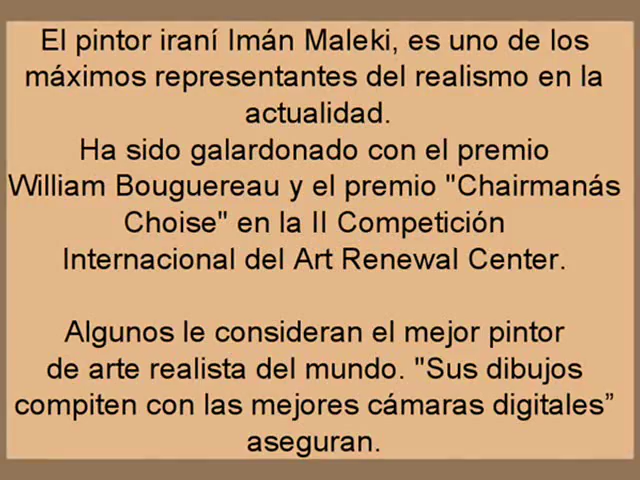 El pintor iraní Imán Maleki, es uno de los
máximos representantes del realismo en la
actualidad.
Ha sido galardonado con el premio
William Bouguereau y el premio "Chairmanás
Choise" en la II Competición
Internacional del Art Renewal Center.
Algunos le consideran el mejor pintor
de arte realista del mundo. "Sus dibujos
compiten con las mejores cámaras digitales”
aseguran.